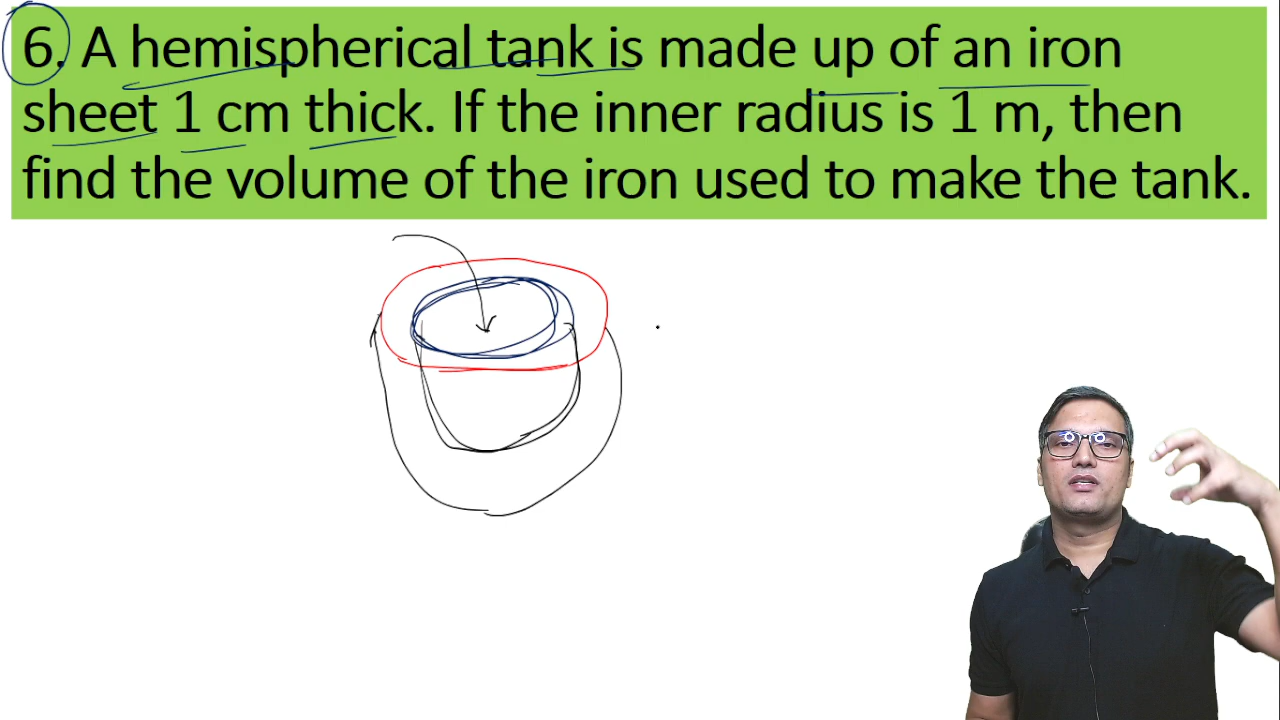 6. A hemispherical tank is made up of an iron
sheet 1 cm thick. If the inner radius is 1 m, then
find the volume of the iron used to make the tank.